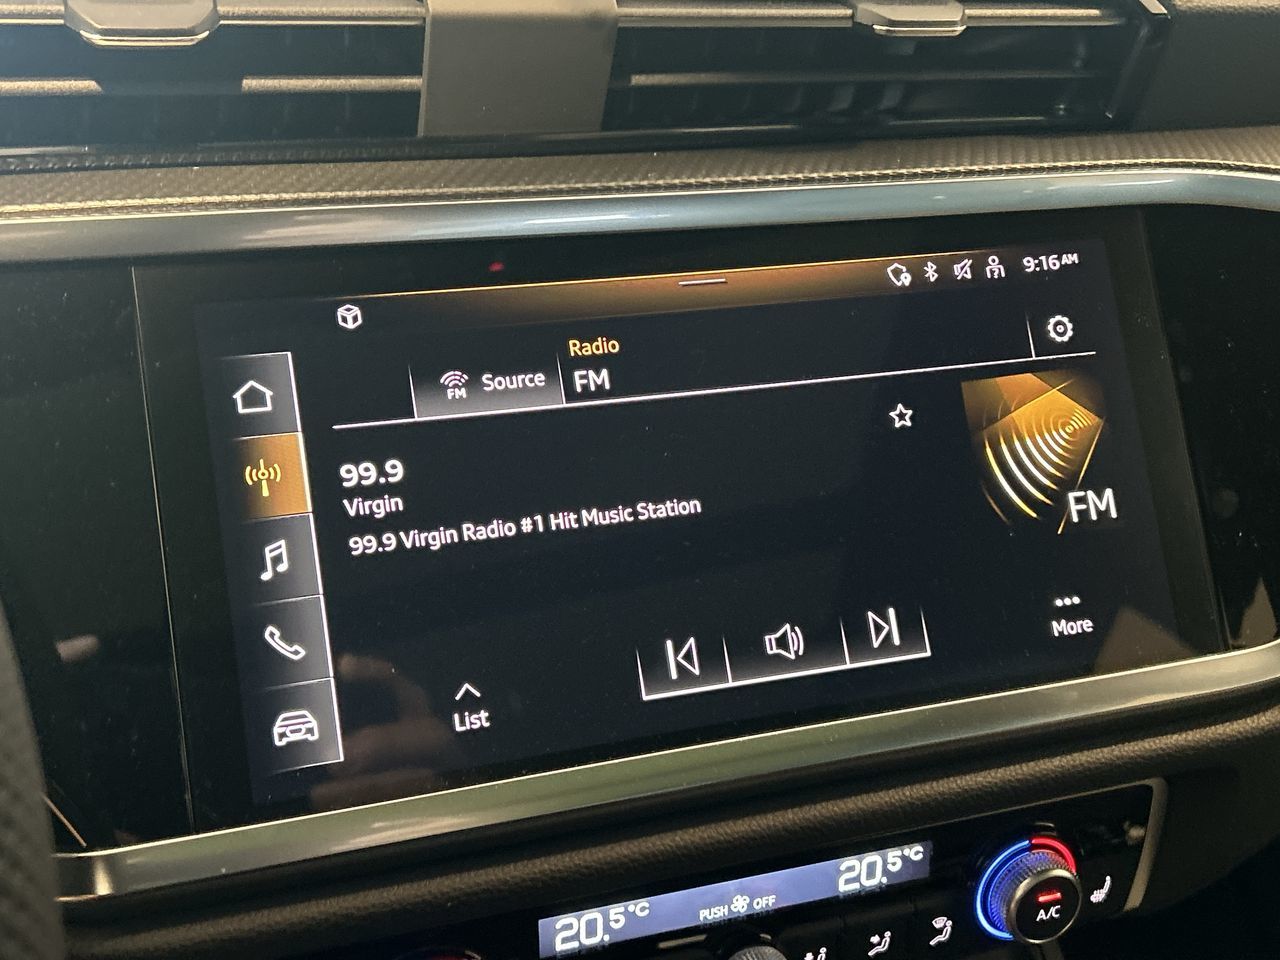 9:16 AM
Radio
FM Source
FM
99.9
Virgin
99.9 Virgin Radio #1 Hit Music Station
FM
More
List
20.5°C
PUSH OFF
20.5°C
A/C